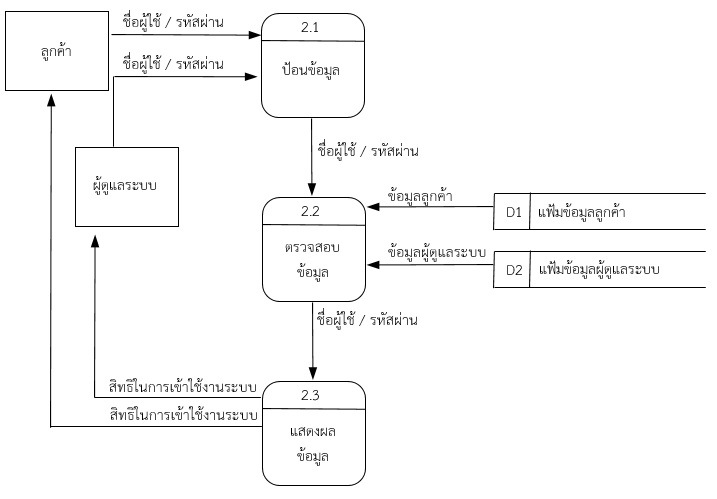 ชื่อผู้ใช้ / รหัสผ่าน
2.1
ลูกค้า
ชื่อผู้ใช้ / รหัสผ่าน
ป้อนข้อมูล
ชื่อผู้ใช้ / รหัสผ่าน
ผู้ดูแลระบบ
ข้อมูลลูกค้า
2.2
D1 แฟ้มข้อมูลลูกค้า
ตรวจสอบ
ข้อมูล
ข้อมูลผู้ดูแลระบบ
D2 แฟ้มข้อมูลผู้ดูแลระบบ
ชื่อผู้ใช้ / รหัสผ่าน
สิทธิในการเข้าใช้งานระบบ
2.3
สิทธิในการเข้าใช้งานระบบ
แสดงผล
ข้อมูล